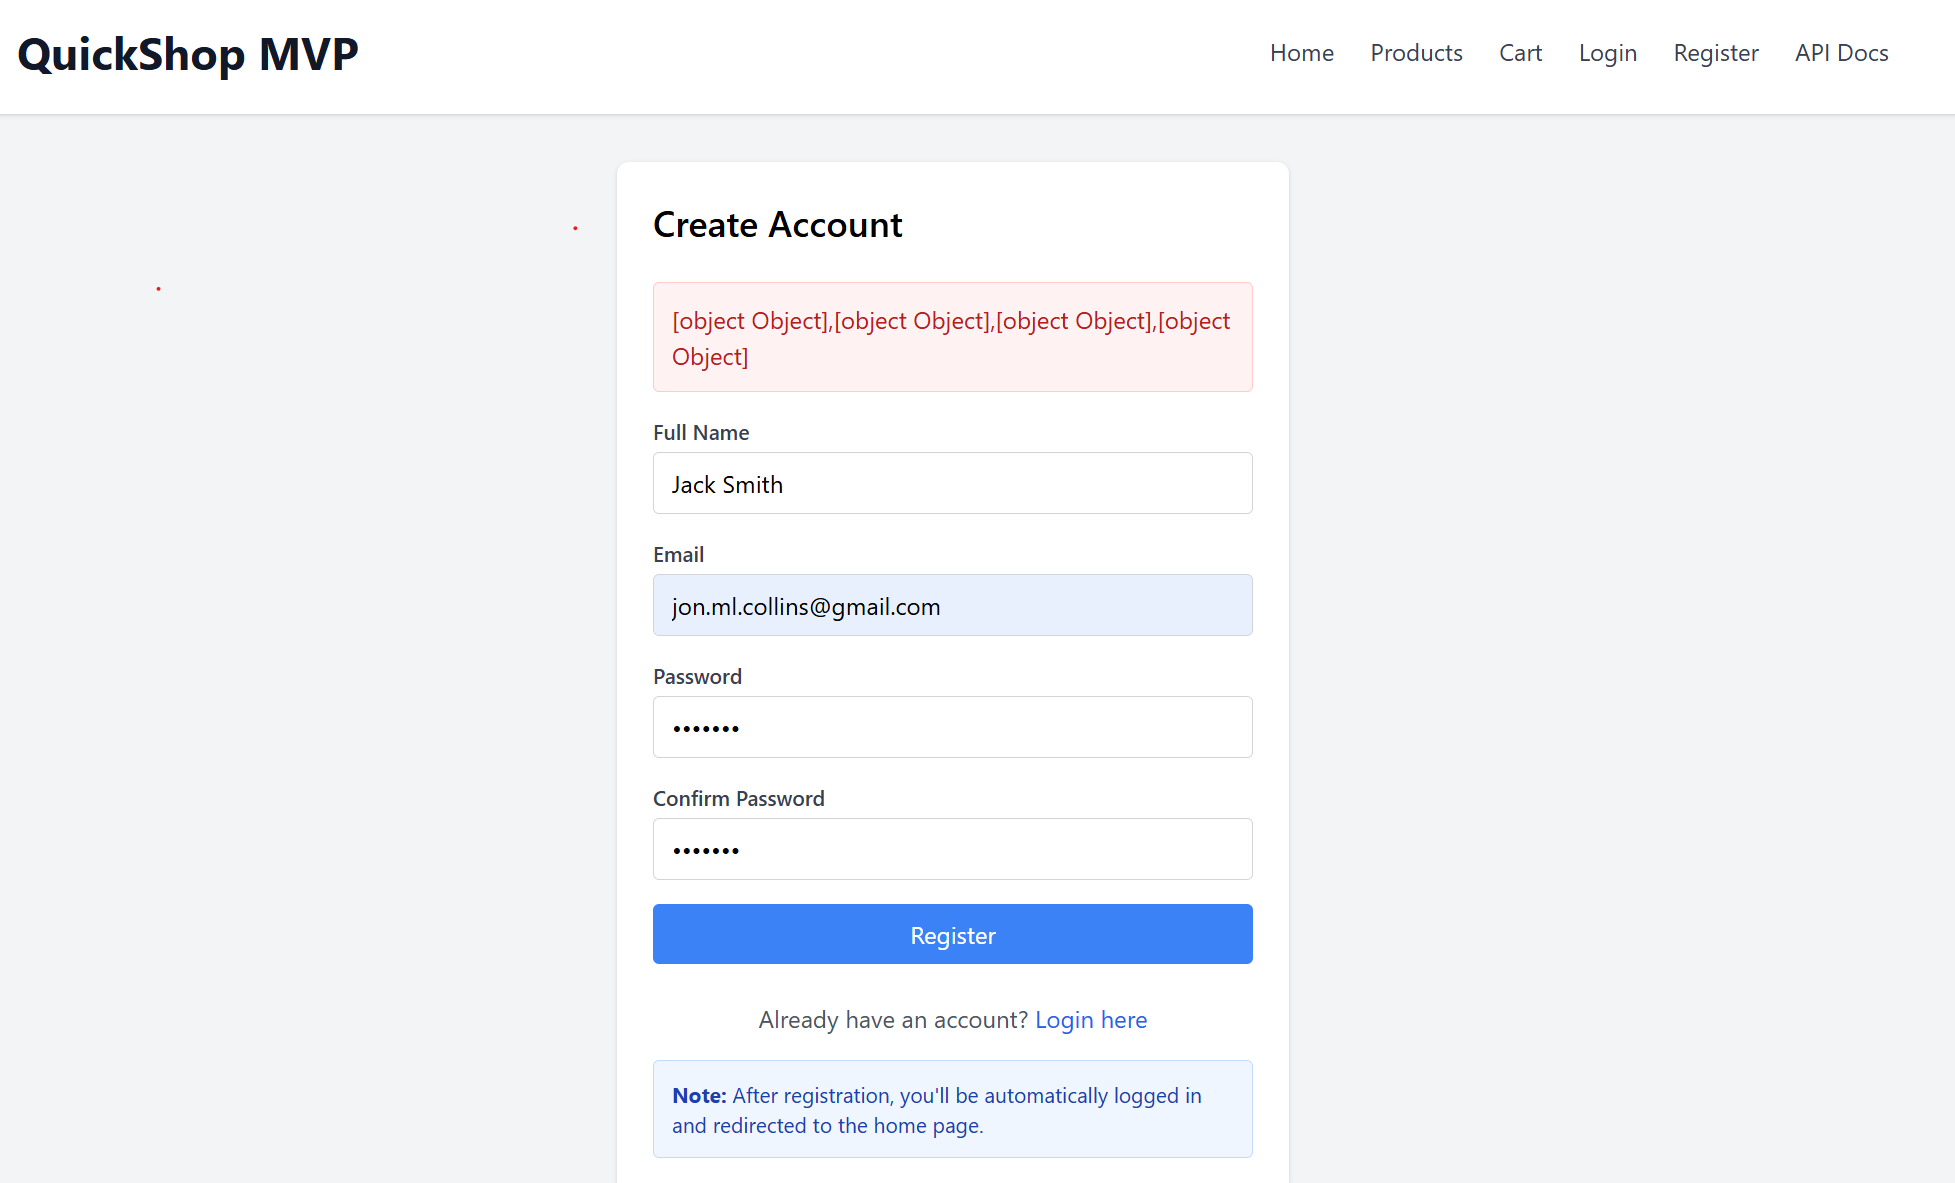 QuickShop MVP
Home Products Cart Login Register API Docs
Create Account
[object Object],[object Object],[object Object],[object
Object]
Full Name
Jack Smith
Email
jon.ml.collins@gmail.com
Password
•••••••
Confirm Password
•••••••
Register
Already have an account? Login here
Note: After registration, you'll be automatically logged in
and redirected to the home page.